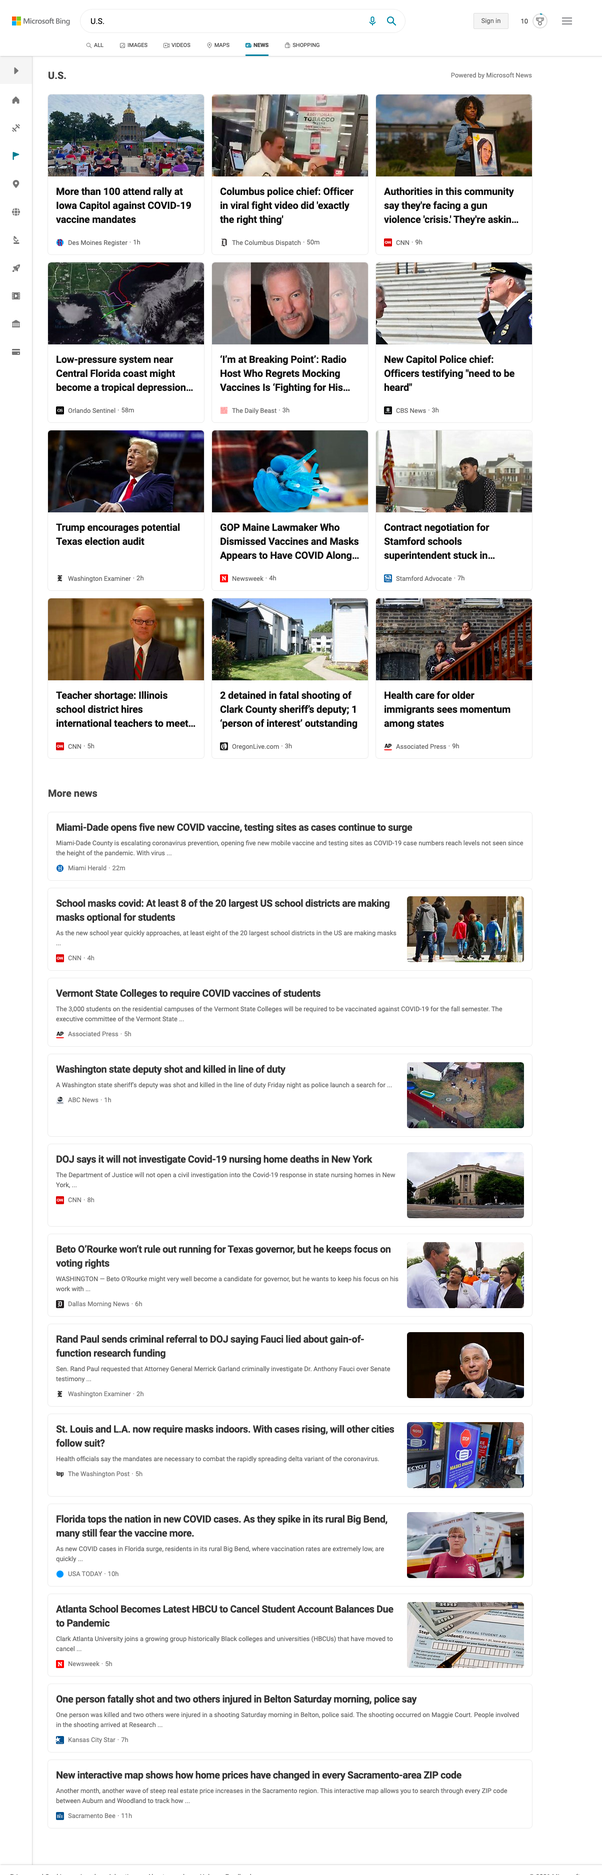 Microsoft Bing
U.S.
Sign in
10
ALL
IMAGES
VIDEOS
MAPS
NEWS
SHOPPING
U.S.
Powered by Microsoft News
More than 100 attend rally at
Iowa Capitol against COVID-19
vaccine mandates
Des Moines Register · 1h
Columbus police chief: Officer
in viral fight video did 'exactly
the right thing'
The Columbus Dispatch · 50m
Authorities in this community
say they're facing a gun
violence 'crisis.' They're askin...
CNN · 9h
Low-pressure system near
Central Florida coast might
become a tropical depression...
Orlando Sentinel · 58m
'I'm at Breaking Point': Radio
Host Who Regrets Mocking
Vaccines Is 'Fighting for His...
The Daily Beast · 3h
New Capitol Police chief:
Officers testifying "need to be
heard"
CBS News · 3h
Trump encourages potential
Texas election audit
Washington Examiner · 2h
GOP Maine Lawmaker Who
Dismissed Vaccines and Masks
Appears to Have COVID Along...
Newsweek · 4h
Contract negotiation for
Stamford schools
superintendent stuck in...
Stamford Advocate · 7h
Teacher shortage: Illinois
school district hires
international teachers to meet...
CNN · 5h
2 detained in fatal shooting of
Clark County sheriff's deputy; 1
'person of interest' outstanding
OregonLive.com · 3h
Health care for older
immigrants sees momentum
among states
Associated Press · 9h
More news
Miami-Dade opens five new COVID vaccine, testing sites as cases continue to surge
Miami-Dade County is escalating coronavirus prevention, opening five new mobile vaccine and testing sites as COVID-19 case numbers reach levels not seen since
the height of the pandemic. With virus ...
Miami Herald · 22m
School masks covid: At least 8 of the 20 largest US school districts are making
masks optional for students
As the new school year quickly approaches, at least eight of the 20 largest school districts in the US are making masks
...
CNN · 4h
Vermont State Colleges to require COVID vaccines of students
The 3,000 students on the residential campuses of the Vermont State Colleges will be required to be vaccinated against COVID-19 for the fall semester. The
executive committee of the Vermont State ...
Associated Press · 5h
Washington state deputy shot and killed in line of duty
A Washington state sheriff's deputy was shot and killed in the line of duty Friday night as police launch a search for...
ABC News · 1h
DOJ says it will not investigate Covid-19 nursing home deaths in New York
The Department of Justice will not open a civil investigation into the Covid-19 response in state nursing homes in New
York, ...
CNN · 8h
Beto O'Rourke won't rule out running for Texas governor, but he keeps focus on
voting rights
WASHINGTON — Beto O'Rourke might very well become a candidate for governor, but he wants to keep his focus on his
work with ...
Dallas Morning News · 6h
Rand Paul sends criminal referral to DOJ saying Fauci lied about gain-of-
function research funding
Sen. Rand Paul requested that Attorney General Merrick Garland criminally investigate Dr. Anthony Fauci over Senate
testimony ...
Washington Examiner · 2h
St. Louis and L.A. now require masks indoors. With cases rising, will other cities
follow suit?
Health officials say the mandates are necessary to combat the rapidly spreading delta variant of the coronavirus.
The Washington Post · 5h
Florida tops the nation in new COVID cases. As they spike in its rural Big Bend,
many still fear the vaccine more.
As new COVID cases in Florida surge, residents in its rural Big Bend, where vaccination rates are extremely low, are
quickly ...
USA TODAY · 10h
Atlanta School Becomes Latest HBCU to Cancel Student Account Balances Due
to Pandemic
Clark Atlanta University joins a growing group historically Black colleges and universities (HBCUs) that have moved to
cancel ...
Newsweek · 5h
One person fatally shot and two others injured in Belton Saturday morning, police say
One person was killed and two others were injured in a shooting Saturday morning in Belton, police said. The shooting occurred on Maggie Court. People involved
in the shooting arrived at Research ...
Kansas City Star · 7h
New interactive map shows how home prices have changed in every Sacramento-area ZIP code
Another month, another wave of steep real estate price increases in the Sacramento region. This interactive map allows you to search through every ZIP code
between Auburn and Woodland to track how ...
Sacramento Bee · 11h